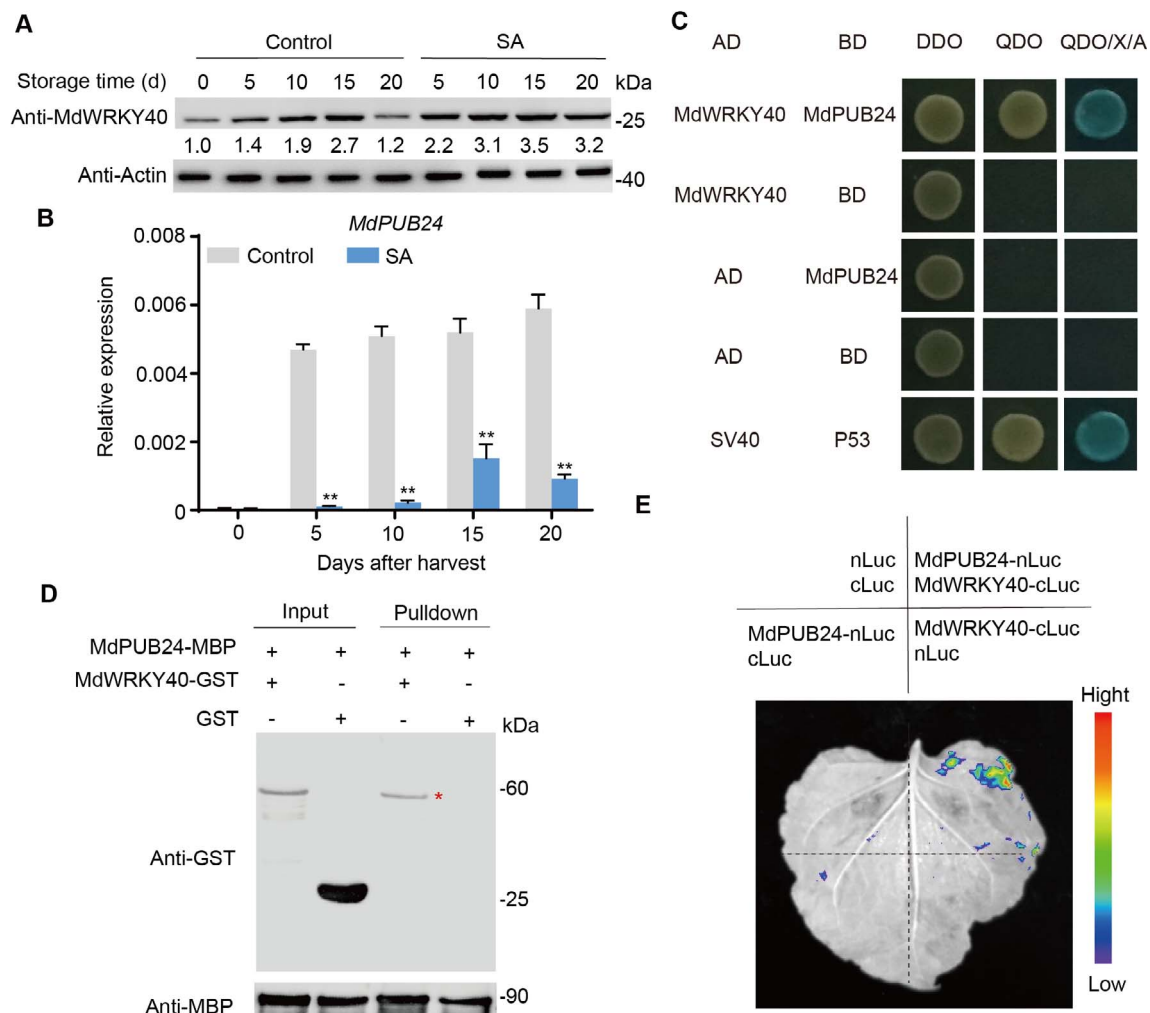 A
Control SA
Storage time (d) 0 5 10 15 20 5 10 15 20 kDa
Anti-MdWRKY40 -25
1.0 1.4 1.9 2.7 1.2 2.2 3.1 3.5 3.2
Anti-Actin -40
B
MdPUB24
Control SA
Relative expression
0.008
0.006
0.004
0.002
0
** ** ** **
0 5 10 15 20
Days after harvest
C
AD BD DDO QDO QDO/X/A
MdWRKY40 MdPUB24
MdWRKY40 BD
AD MdPUB24
AD BD
SV40 P53
D
Input Pulldown
MdPUB24-MBP + + + +
MdWRKY40-GST + - + -
GST - + - + kDa
-60
*
Anti-GST
-25
Anti-MBP -90
E
nLuc MdPUB24-nLuc
cLuc MdWRKY40-cLuc
MdPUB24-nLuc MdWRKY40-cLuc
cLuc nLuc
Hight
Low